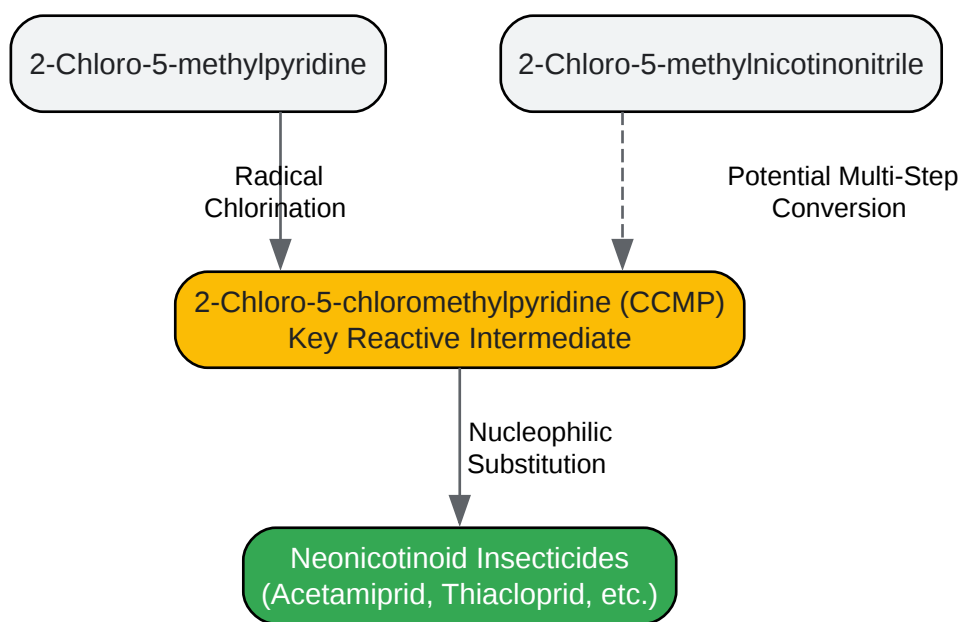 2-Chloro-5-methylpyridine
2-Chloro-5-methylnicotinonitrile
Radical
Chlorination
Potential Multi-Step
Conversion
2-Chloro-5-chloromethylpyridine (CCMP)
Key Reactive Intermediate
Nucleophilic
Substitution
Neonicotinoid Insecticides
(Acetamiprid, Thiacloprid, etc.)